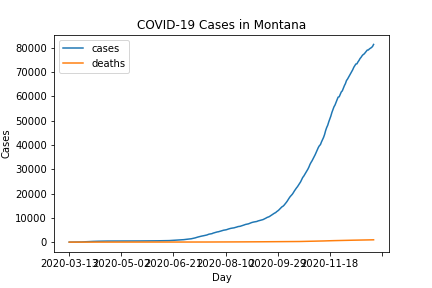 COVID-19 Cases in Montana
cases
deaths
80000
70000
60000
50000
40000
30000
20000
10000
0
Cases
2020-03-13 2020-05-02 2020-06-21 2020-08-10 2020-09-29 2020-11-18
Day